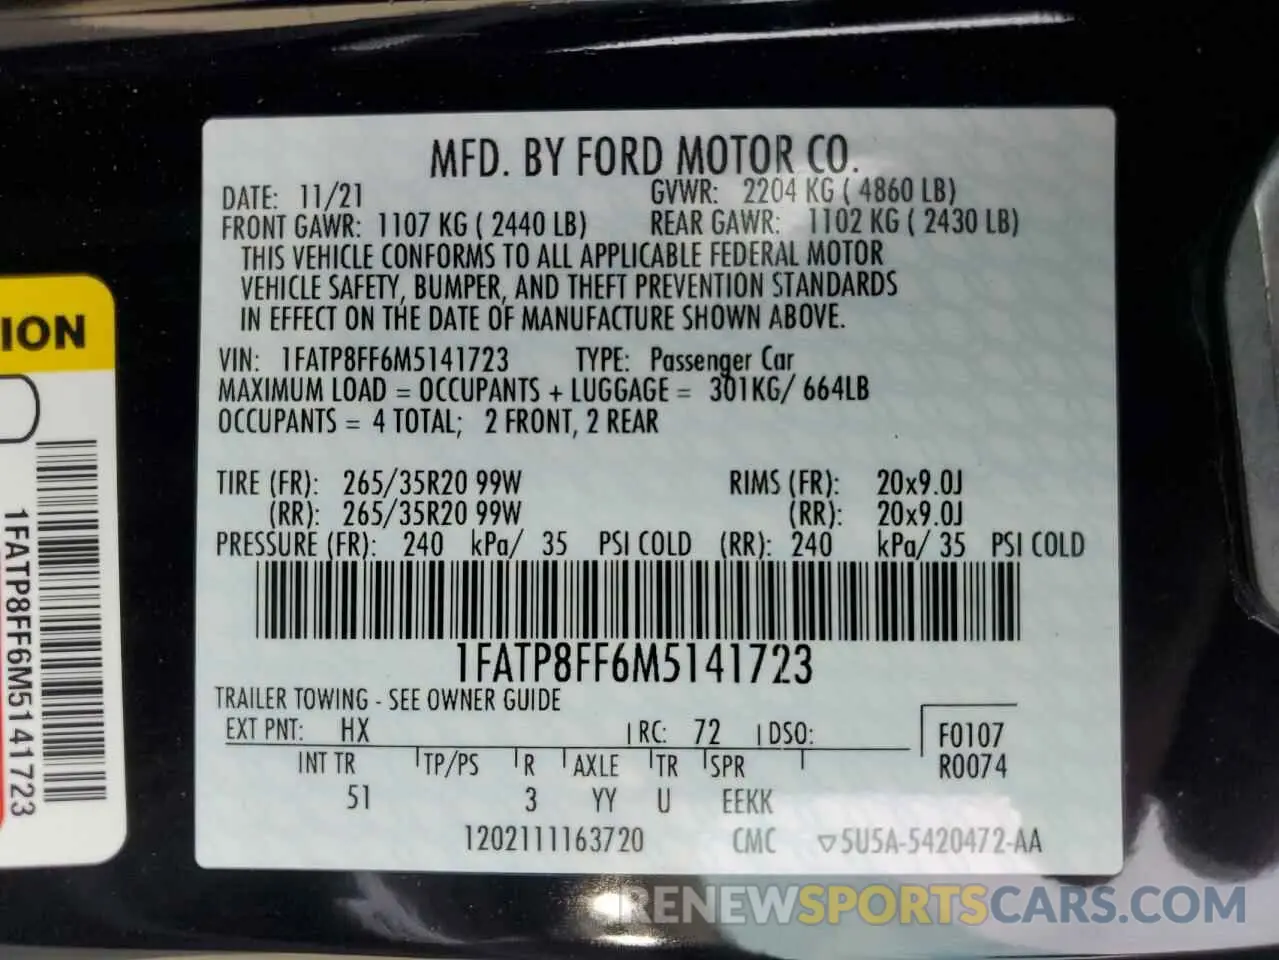 MFD. BY FORD MOTOR CO.
DATE: 11/21 GVWR: 2204 KG ( 4860 LB)
FRONT GAWR: 1107 KG ( 2440 LB) REAR GAWR: 1102 KG ( 2430 LB)
THIS VEHICLE CONFORMS TO ALL APPLICABLE FEDERAL MOTOR
VEHICLE SAFETY, BUMPER, AND THEFT PREVENTION STANDARDS
IN EFFECT ON THE DATE OF MANUFACTURE SHOWN ABOVE.
VIN: 1FATP8FF6M5141723 TYPE: Passenger Car
MAXIMUM LOAD = OCCUPANTS + LUGGAGE = 301KG/ 664LB
OCCUPANTS = 4 TOTAL; 2 FRONT, 2 REAR
TIRE (FR): 265/35R20 99W RIMS (FR): 20x9.0J
(RR): 265/35R20 99W (RR): 20x9.0J
PRESSURE (FR): 240 kPa/ 35 PSI COLD (RR): 240 kPa/ 35 PSI COLD
1FATP8FF6M5141723
TRAILER TOWING - SEE OWNER GUIDE
EXT PNT: HX RC: 72 DSO: F0107
INT TR TP/PS R AXLE TR SPR R0074
51 3 YY U EEKK
1202111163720 CMC ▽5U5A-5420472-AA
ION
1FATP8FF6M5141723
RENEWSPORTSCARS.COM